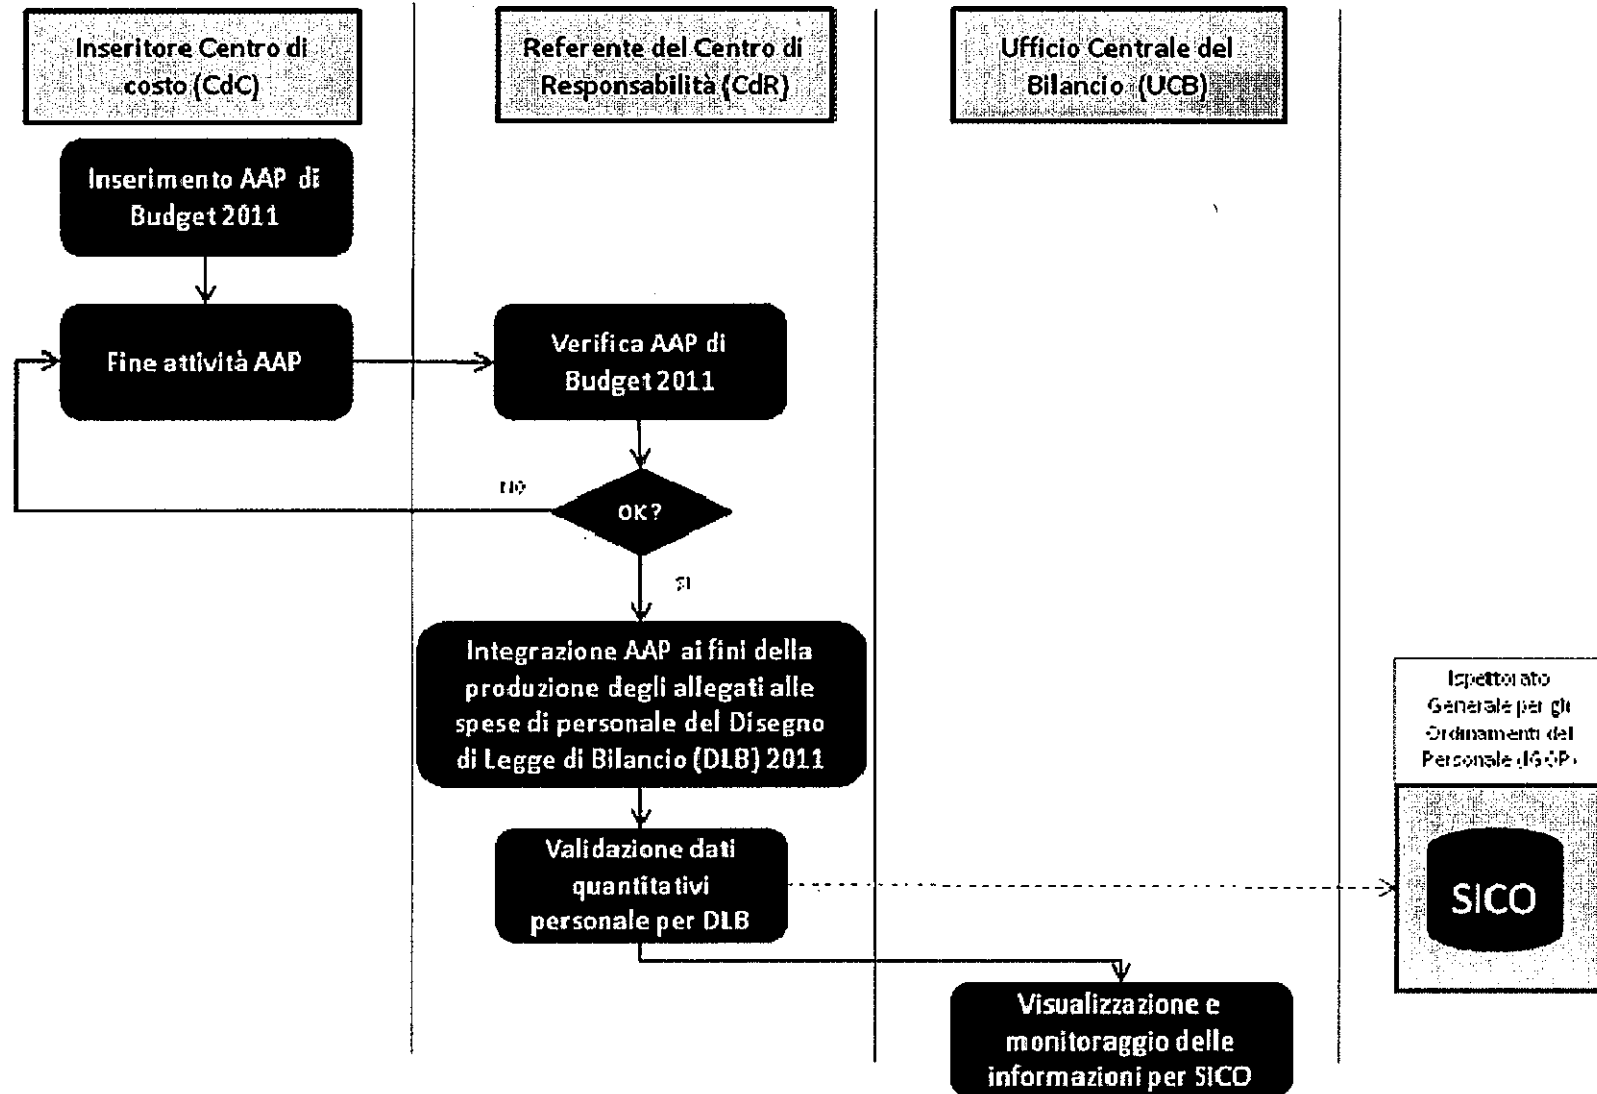 Inseritore Centro di
costo (CdC)
Referente del Centro di
Responsabilità (CdR)
Ufficio Centrale del
Bilancio (UCB)
Inserimento AAP di
Budget 2011
Fine attività AAP
Verifica AAP di
Budget 2011
NO
OK?
SI
Integrazione AAP ai fini della
produzione degli allegati alle
spese di personale del Disegno
di Legge di Bilancio (DLB) 2011
Ispettorato
Generale per gli
Ordinamenti del
Personale (IGOP)
Validazione dati
quantitativi
personale per DLB
SICO
Visualizzazione e
monitoraggio delle
informazioni per SICO